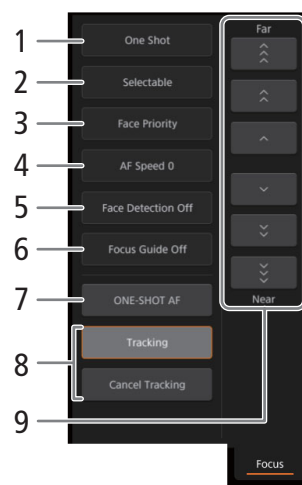 Far
1 One Shot
2 Selectable
3 Face Priority
4 AF Speed 0
5 Face Detection Off
6 Focus Guide Off
7 ONE-SHOT AF
Near
8 Tracking
Cancel Tracking
9
Focus